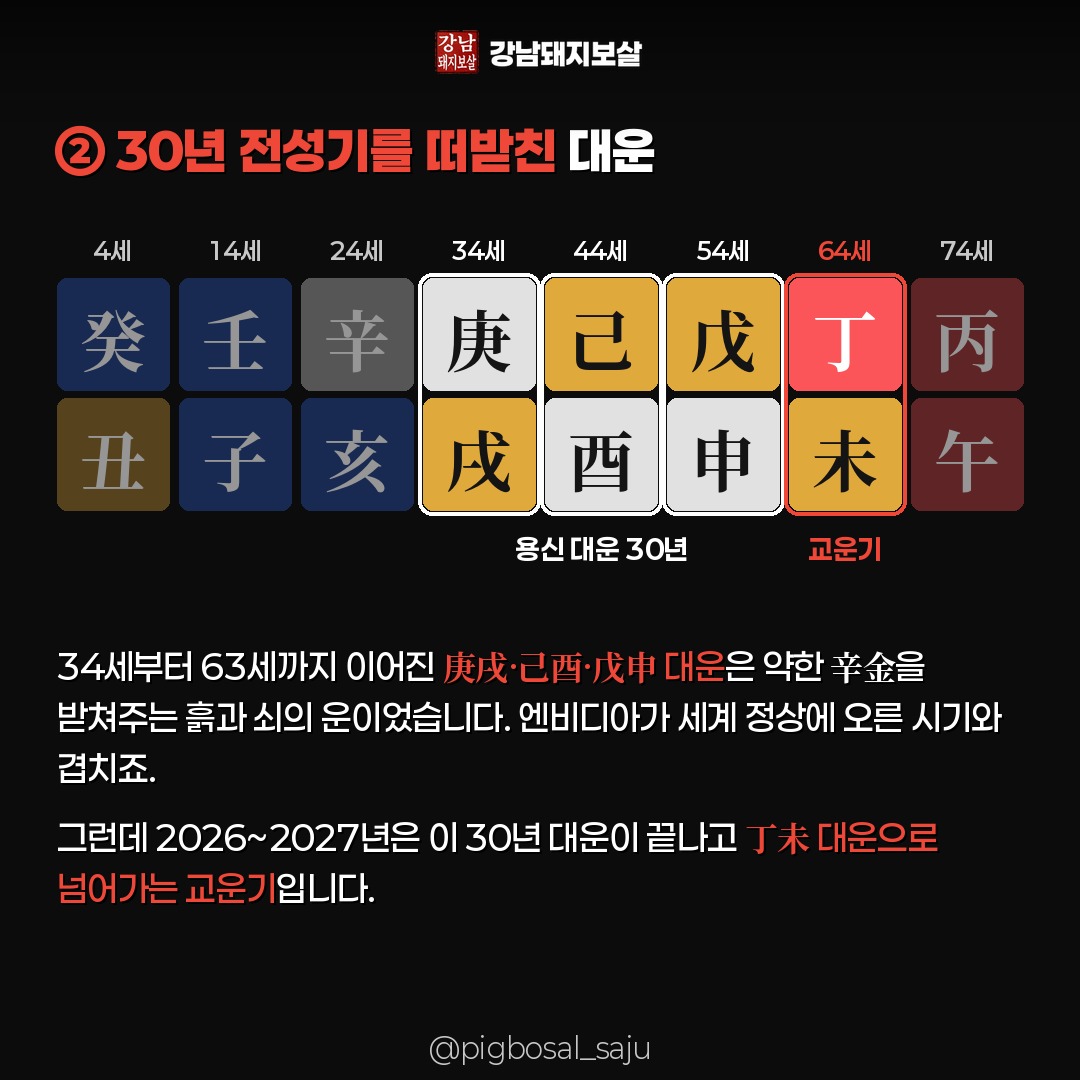 강남
돼지보살
강남돼지보살
② 30년 전성기를 떠받친 대운
4세 14세 24세 34세 44세 54세 64세 74세
癸 壬 辛 庚 己 戊 丁 丙
丑 子 亥 戌 酉 申 未 午
용신 대운 30년 교운기
34세부터 63세까지 이어진 庚戌·己酉·戊申 대운은 약한 辛金을
받쳐주는 흙과 쇠의 운이었습니다. 엔비디아가 세계 정상에 오른 시기와
겹치죠.
그런데 2026~2027년은 이 30년 대운이 끝나고 丁未 대운으로
넘어가는 교운기입니다.
@pigbosal_saju